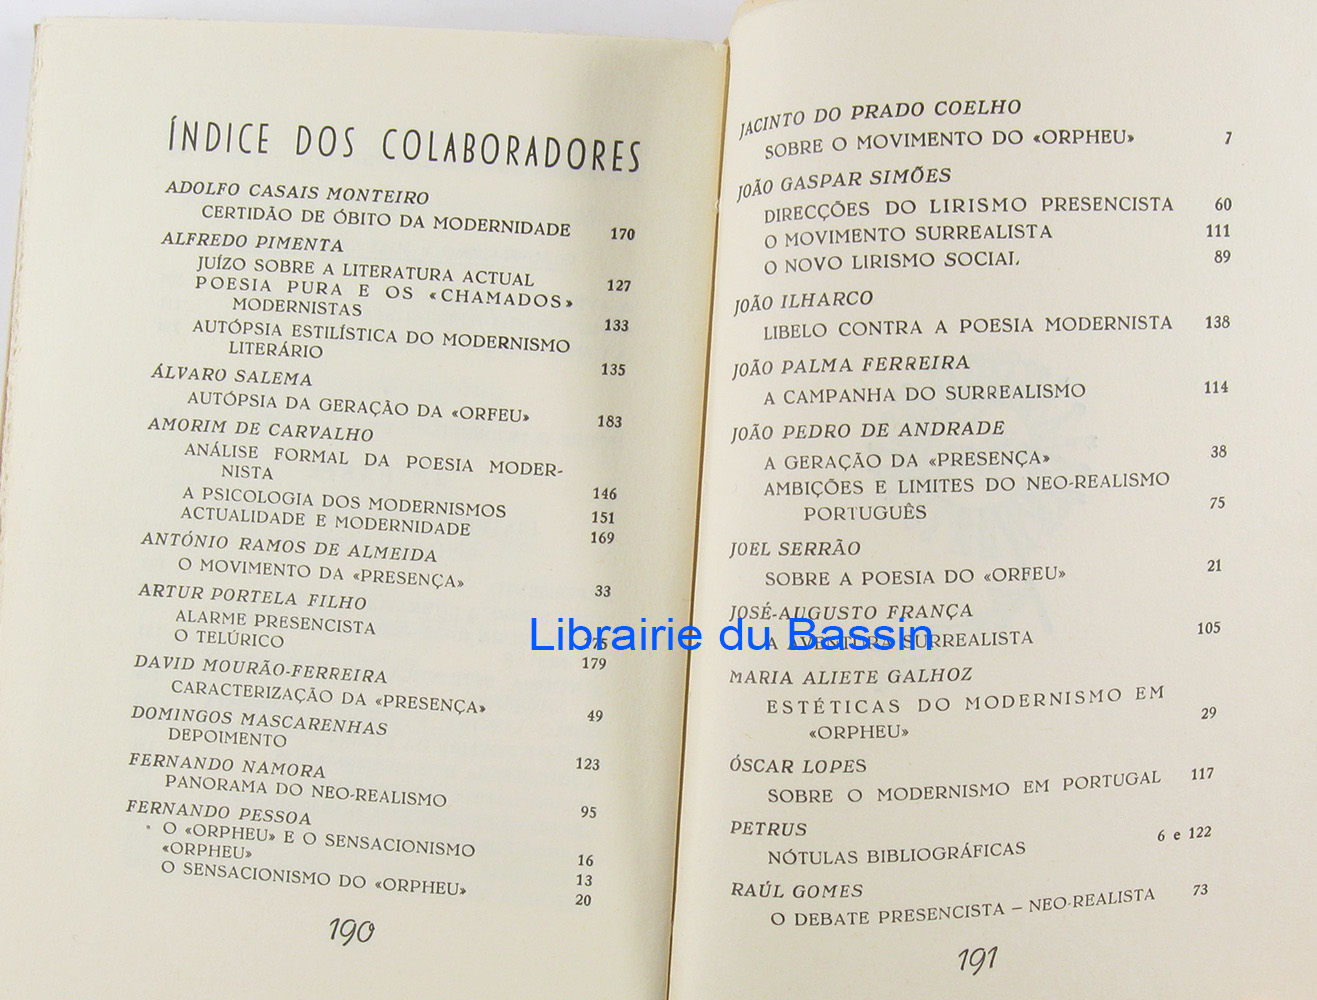 ÍNDICE DOS COLABORADORES
ADOLFO CASAIS MONTEIRO
CERTIDÃO DE ÓBITO DA MODERNIDADE 170
ALFREDO PIMENTA
JUÍZO SOBRE A LITERATURA ACTUAL 127
POESIA PURA E OS «CHAMADOS»
MODERNISTAS 133
AUTÓPSIA ESTILÍSTICA DO MODERNISMO
LITERÁRIO 135
ÁLVARO SALEMA
AUTÓPSIA DA GERAÇÃO DA «ORFEU» 183
AMORIM DE CARVALHO
ANÁLISE FORMAL DA POESIA MODER-
NISTA 146
A PSICOLOGIA DOS MODERNISMOS 151
ACTUALIDADE E MODERNIDADE 169
ANTÓNIO RAMOS DE ALMEIDA
O MOVIMENTO DA «PRESENÇA» 33
ARTUR PORTELA FILHO
ALARME PRESENCISTA 175
O TELÚRICO 179
DAVID MOURÃO-FERREIRA
CARACTERIZAÇÃO DA «PRESENÇA» 49
DOMINGOS MASCARENHAS
DEPOIMENTO 123
FERNANDO NAMORA
PANORAMA DO NEO-REALISMO 95
FERNANDO PESSOA
O «ORPHEU» E O SENSACIONISMO 16
«ORPHEU» 13
O SENSACIONISMO DO «ORPHEU» 20
190
JACINTO DO PRADO COELHO
SOBRE O MOVIMENTO DO «ORPHEU» 7
JOÃO GASPAR SIMÕES
DIRECÇÕES DO LIRISMO PRESENCISTA 60
O MOVIMENTO SURREALISTA 111
O NOVO LIRISMO SOCIAL 89
JOÃO ILHARCO
LIBELO CONTRA A POESIA MODERNISTA 138
JOÃO PALMA FERREIRA
A CAMPANHA DO SURREALISMO 114
JOÃO PEDRO DE ANDRADE
A GERAÇÃO DA «PRESENÇA» 38
AMBIÇÕES E LIMITES DO NEO-REALISMO
PORTUGUÊS 75
JOEL SERRÃO
SOBRE A POESIA DO «ORFEU» 21
JOSÉ-AUGUSTO FRANÇA
A AVENTURA SURREALISTA 105
MARIA ALIETE GALHOZ
ESTÉTICAS DO MODERNISMO EM
«ORPHEU» 29
ÓSCAR LOPES
SOBRE O MODERNISMO EM PORTUGAL 117
PETRUS
NÓTULAS BIBLIOGRÁFICAS 6 e 122
RAÚL GOMES
O DEBATE PRESENCISTA – NEO-REALISTA 73
191
Librairie du Bassin